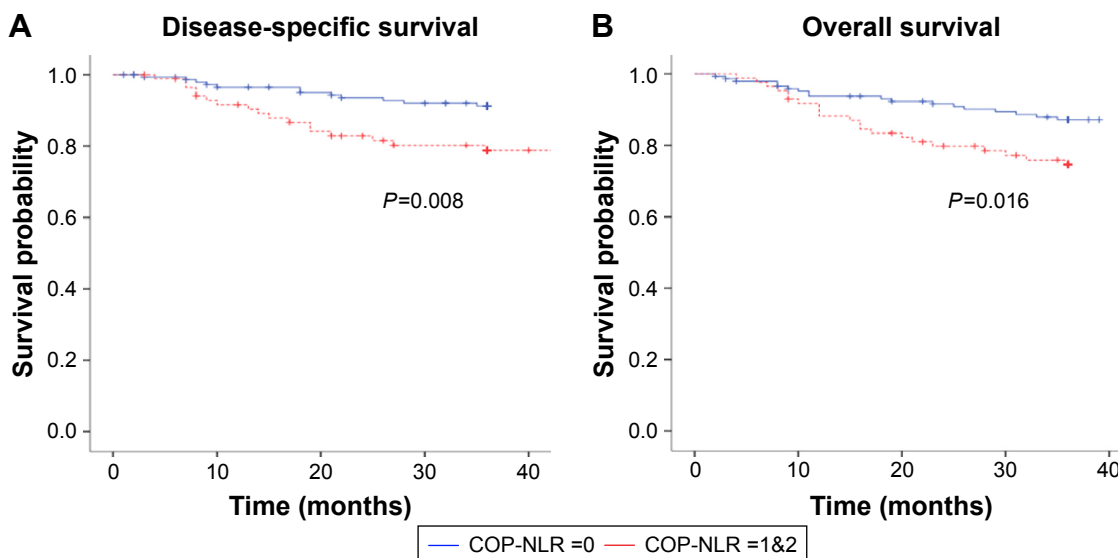 A
Disease-specific survival
Survival probability
1.0
0.8
0.6
0.4
0.2
0.0
P=0.008
0 10 20 30 40
Time (months)
B
Overall survival
Survival probability
1.0
0.8
0.6
0.4
0.2
0.0
P=0.016
0 10 20 30 40
Time (months)
COP-NLR =0 COP-NLR =1&2